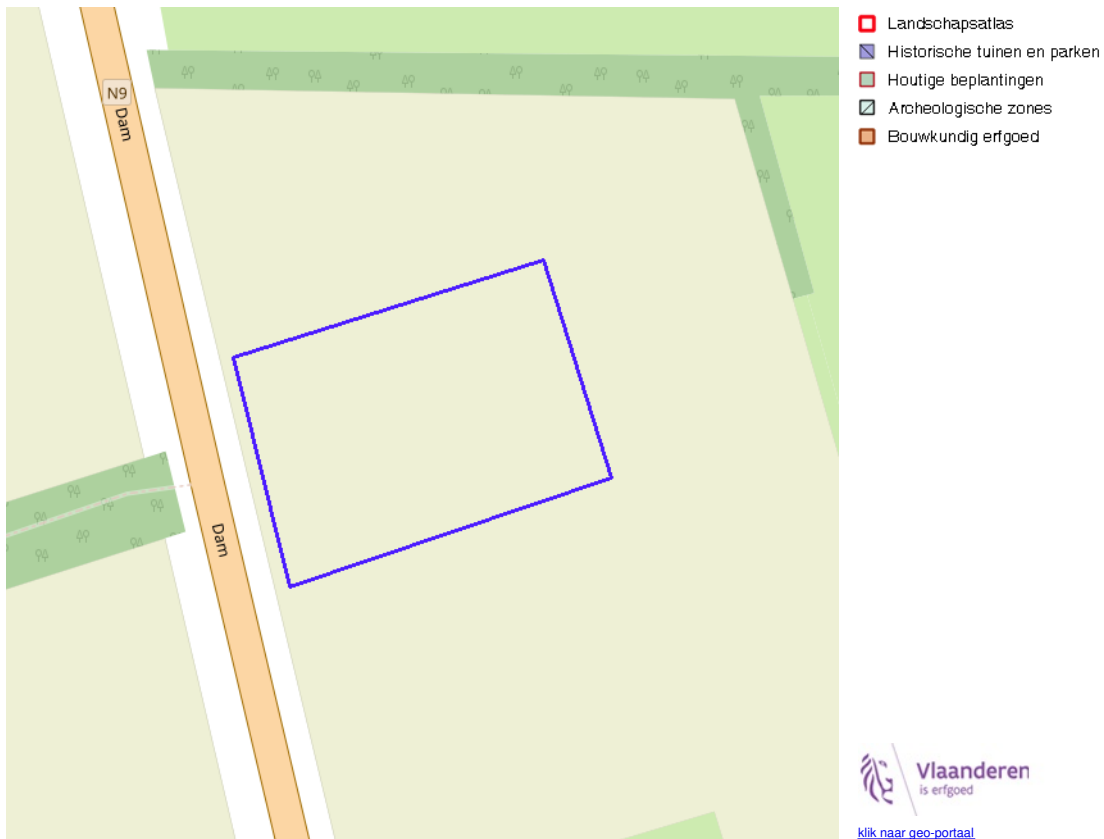 N9
Dam
Dam
Landschapsatlas
Historische tuinen en parken
Houtige beplantingen
Archeologische zones
Bouwkundig erfgoed
Vlaanderen
is erfgoed
klik naar geo-portaal